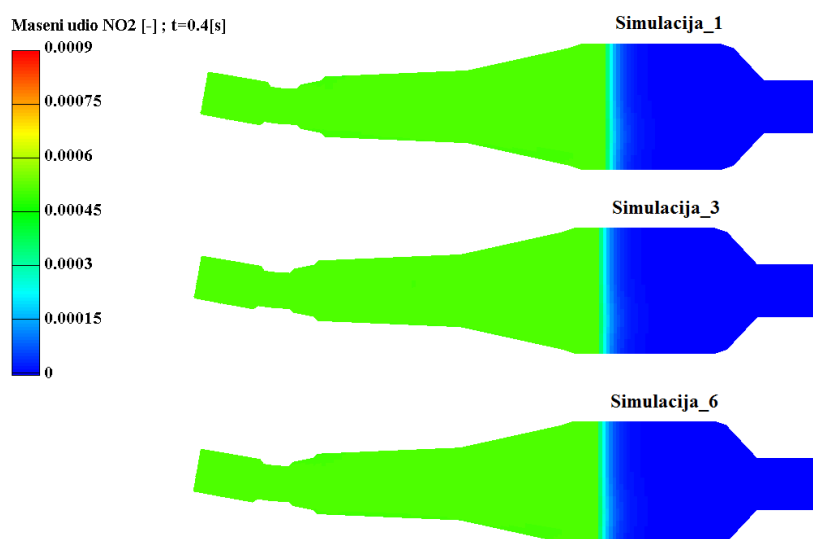 Maseni udio NO2 [-] ; t=0.4[s]
0.0009
0.00075
0.0006
0.00045
0.0003
0.00015
0
Simulacija_1
Simulacija_3
Simulacija_6